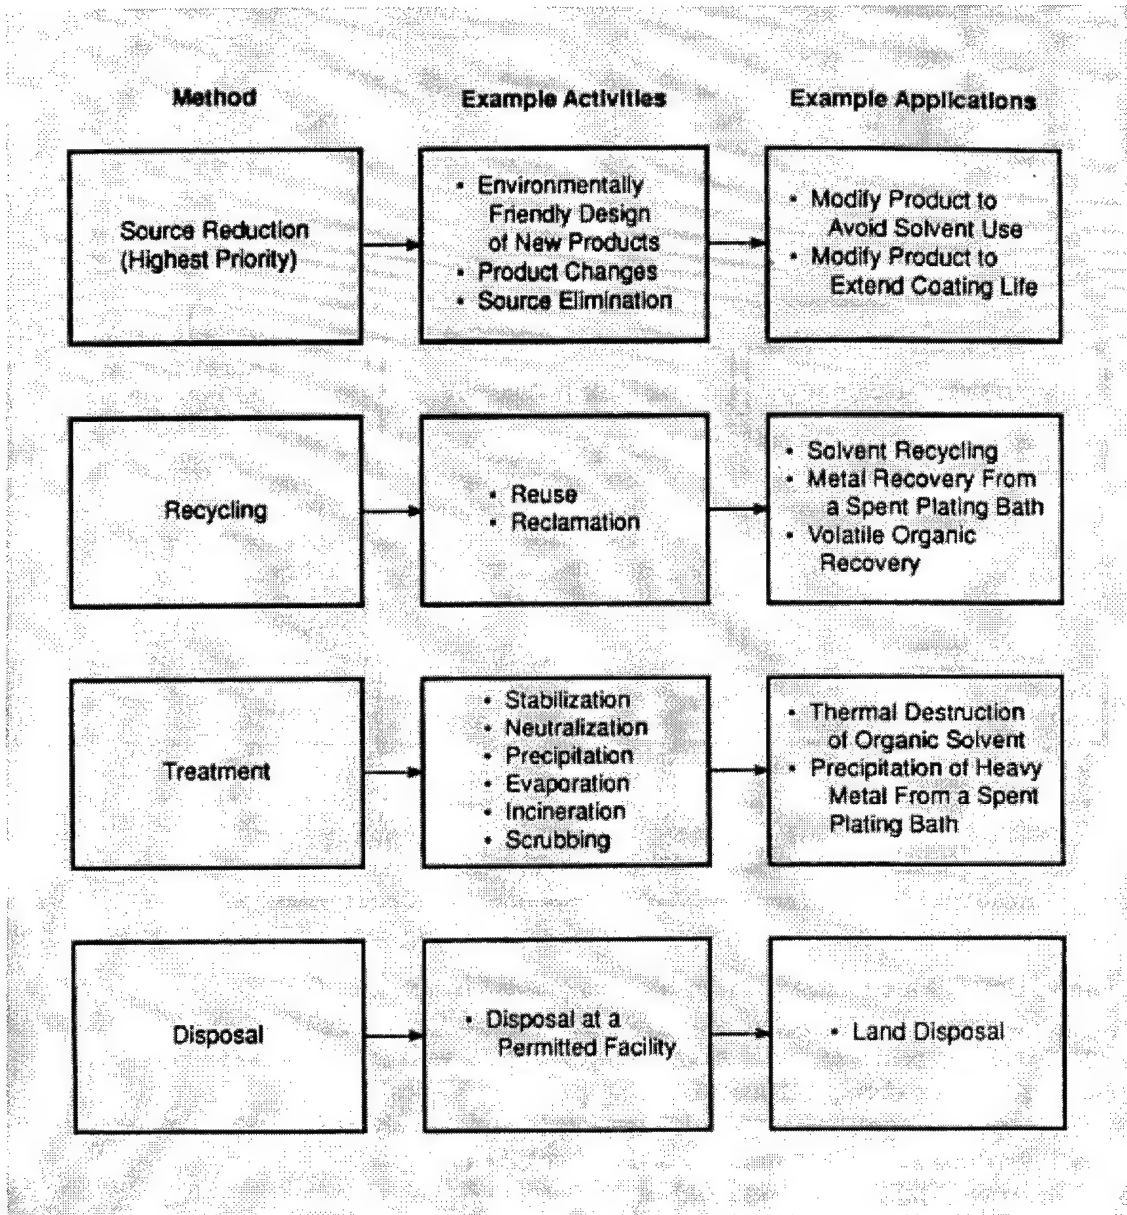 Method
Example Activities
Example Applications
Source Reduction
(Highest Priority)
• Environmentally
Friendly Design
of New Products
• Product Changes
• Source Elimination
• Modify Product to
Avoid Solvent Use
• Modify Product to
Extend Coating Life
Recycling
• Reuse
• Reclamation
• Solvent Recycling
• Metal Recovery From
a Spent Plating Bath
• Volatile Organic
Recovery
Treatment
• Stabilization
• Neutralization
• Precipitation
• Evaporation
• Incineration
• Scrubbing
• Thermal Destruction
of Organic Solvent
• Precipitation of Heavy
Metal From a Spent
Plating Bath
Disposal
• Disposal at a
Permitted Facility
• Land Disposal